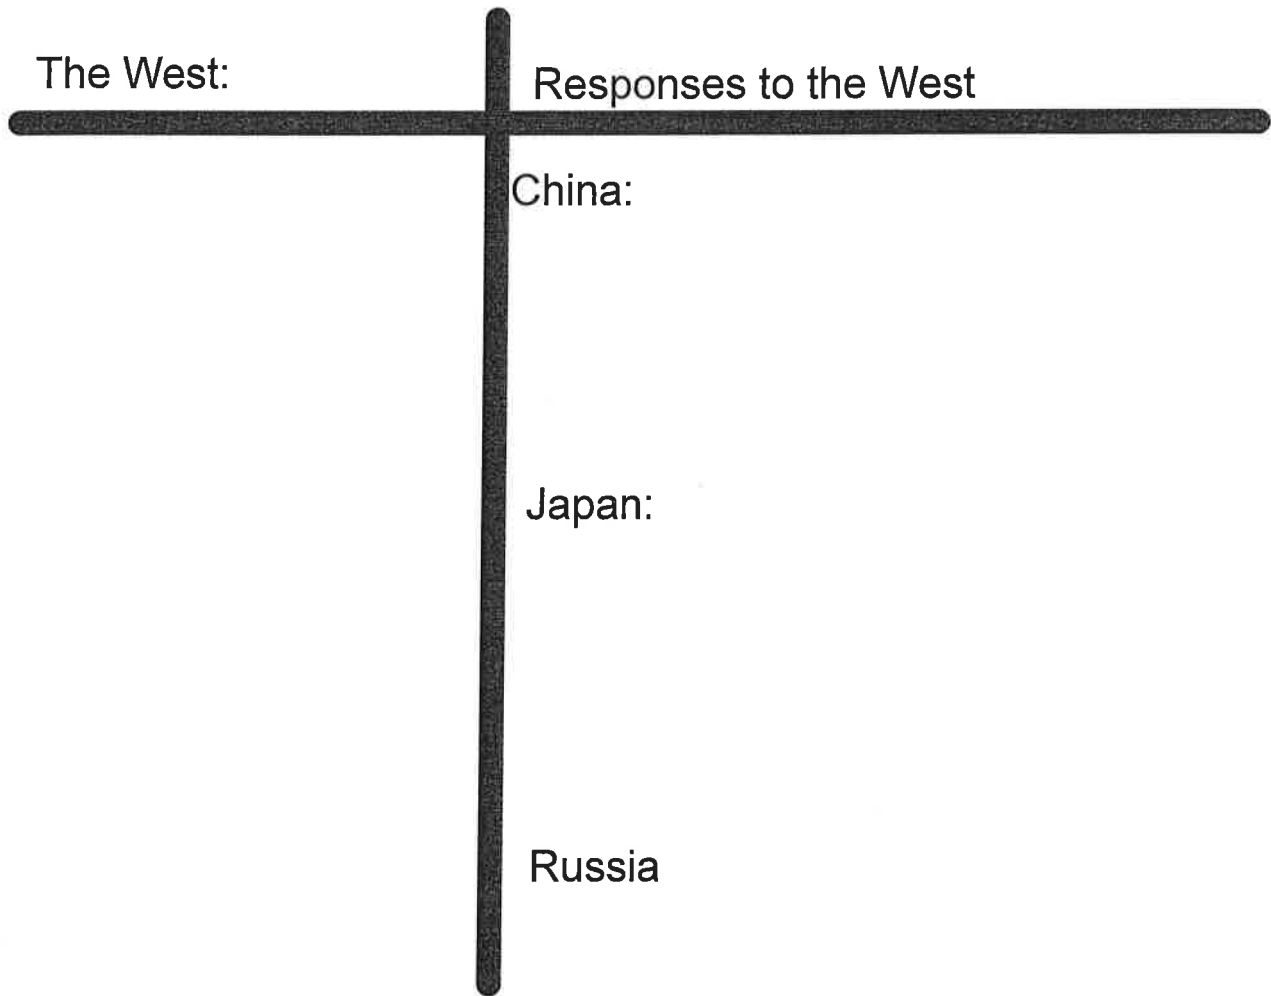 The West:
Responses to the West
China:
Japan:
Russia